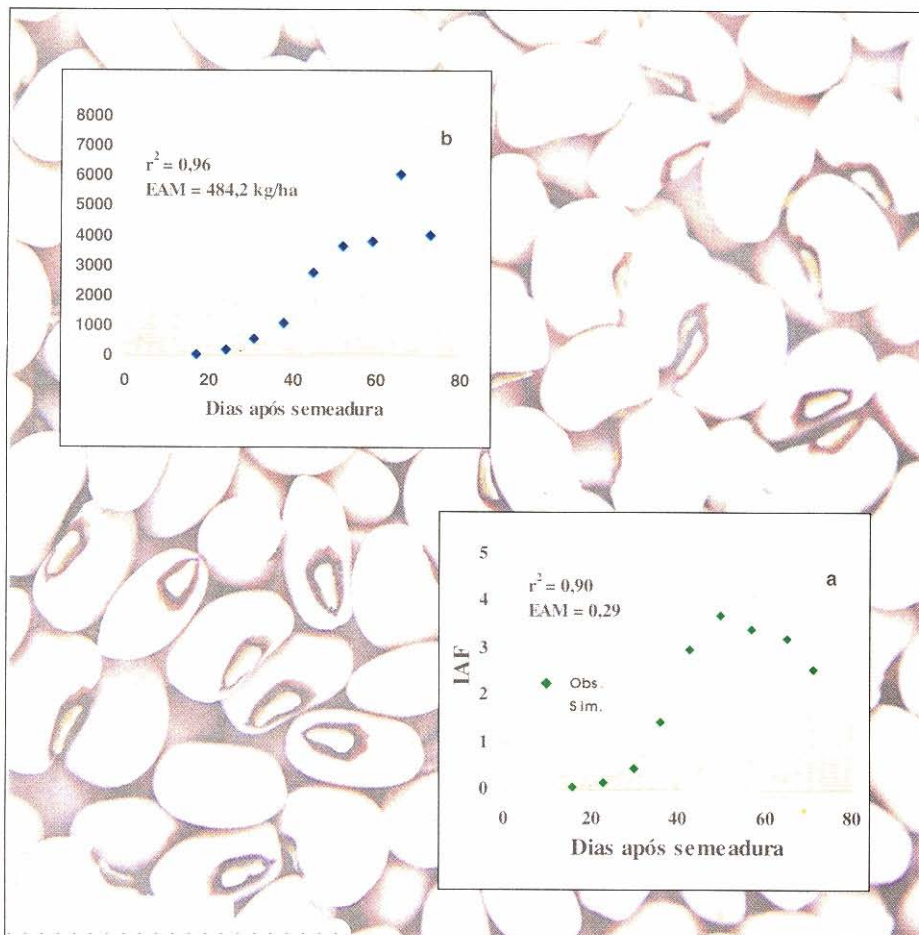 8000
7000
6000
5000
4000
3000
2000
1000
0
b
r² = 0,96
EAM = 484,2 kg/ha
0 20 40 60 80
Dias após semeadura
5
4
3
2
1
0
IAF
a
r² = 0,90
EAM = 0.29
Obs.
Sim.
0 20 40 60 80
Dias após semeadura